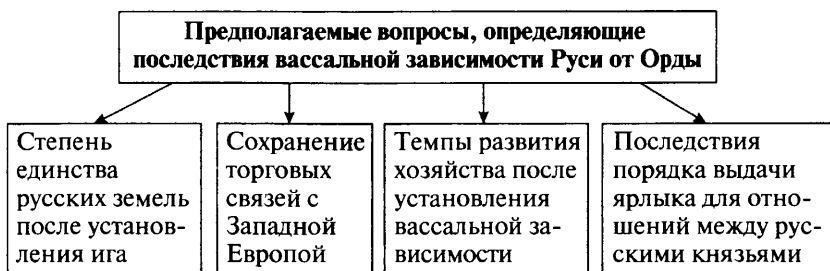 Предполагаемые вопросы, определяющие
последствия вассальной зависимости Руси от Орды
Степень
единства
русских земель
после установ-
ления ига
Сохранение
торговых
связей с
Западной
Европой
Темпы развития
хозяйства после
установления
вассальной за-
висимости
Последствия
порядка выдачи
ярлыка для отно-
шений между рус-
скими князьями